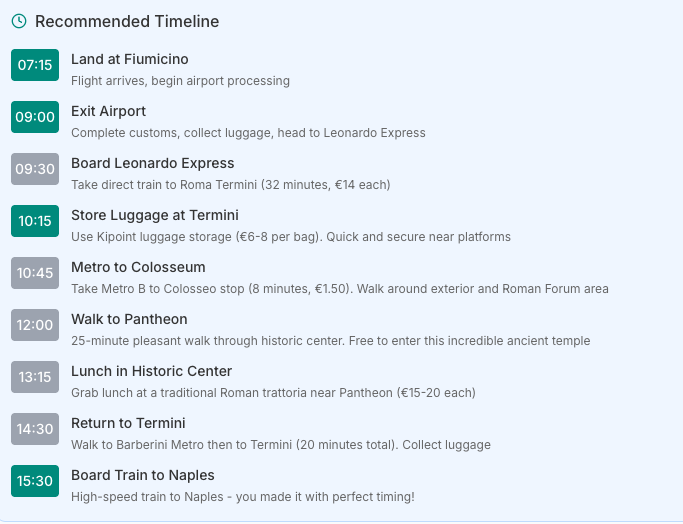 Recommended Timeline
07:15
Land at Fiumicino
Flight arrives, begin airport processing
09:00
Exit Airport
Complete customs, collect luggage, head to Leonardo Express
09:30
Board Leonardo Express
Take direct train to Roma Termini (32 minutes, €14 each)
10:15
Store Luggage at Termini
Use Kipoint luggage storage (€6-8 per bag). Quick and secure near platforms
10:45
Metro to Colosseum
Take Metro B to Colosseo stop (8 minutes, €1.50). Walk around exterior and Roman Forum area
12:00
Walk to Pantheon
25-minute pleasant walk through historic center. Free to enter this incredible ancient temple
13:15
Lunch in Historic Center
Grab lunch at a traditional Roman trattoria near Pantheon (€15-20 each)
14:30
Return to Termini
Walk to Barberini Metro then to Termini (20 minutes total). Collect luggage
15:30
Board Train to Naples
High-speed train to Naples - you made it with perfect timing!